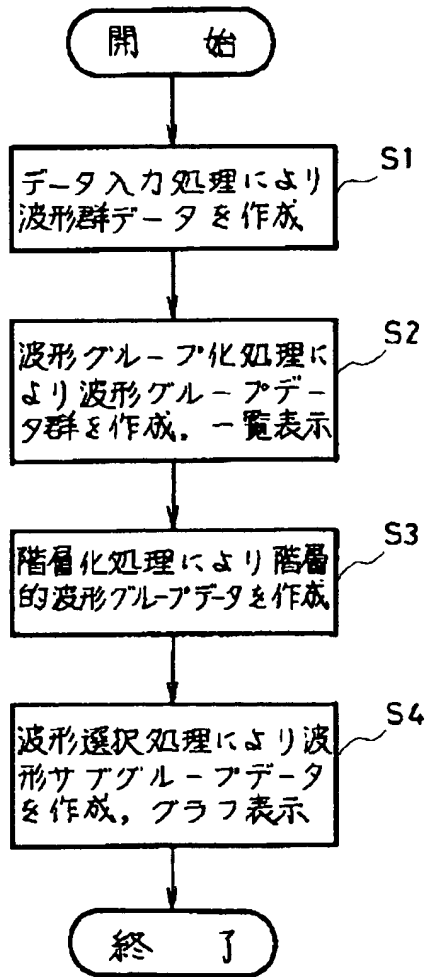 開 始
S1
データ入力処理により
波形群データを作成
S2
波形グループ化処理に
より波形グループデー
タ群を作成，一覧表示
S3
階層化処理により階層
的波形グループデータを作成
S4
波形選択処理により波
形サブグループデータ
を作成，グラフ表示
終 了